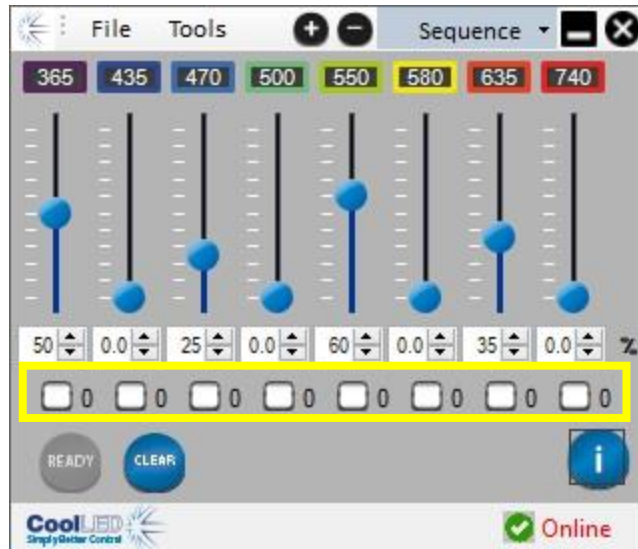 File Tools + - Sequence
365 435 470 500 550 580 635 740
50 0.0 25 0.0 60 0.0 35 0.0 %
0 0 0 0 0 0 0 0
READY CLEAR i
CoolLED
Simply Better Control
Online